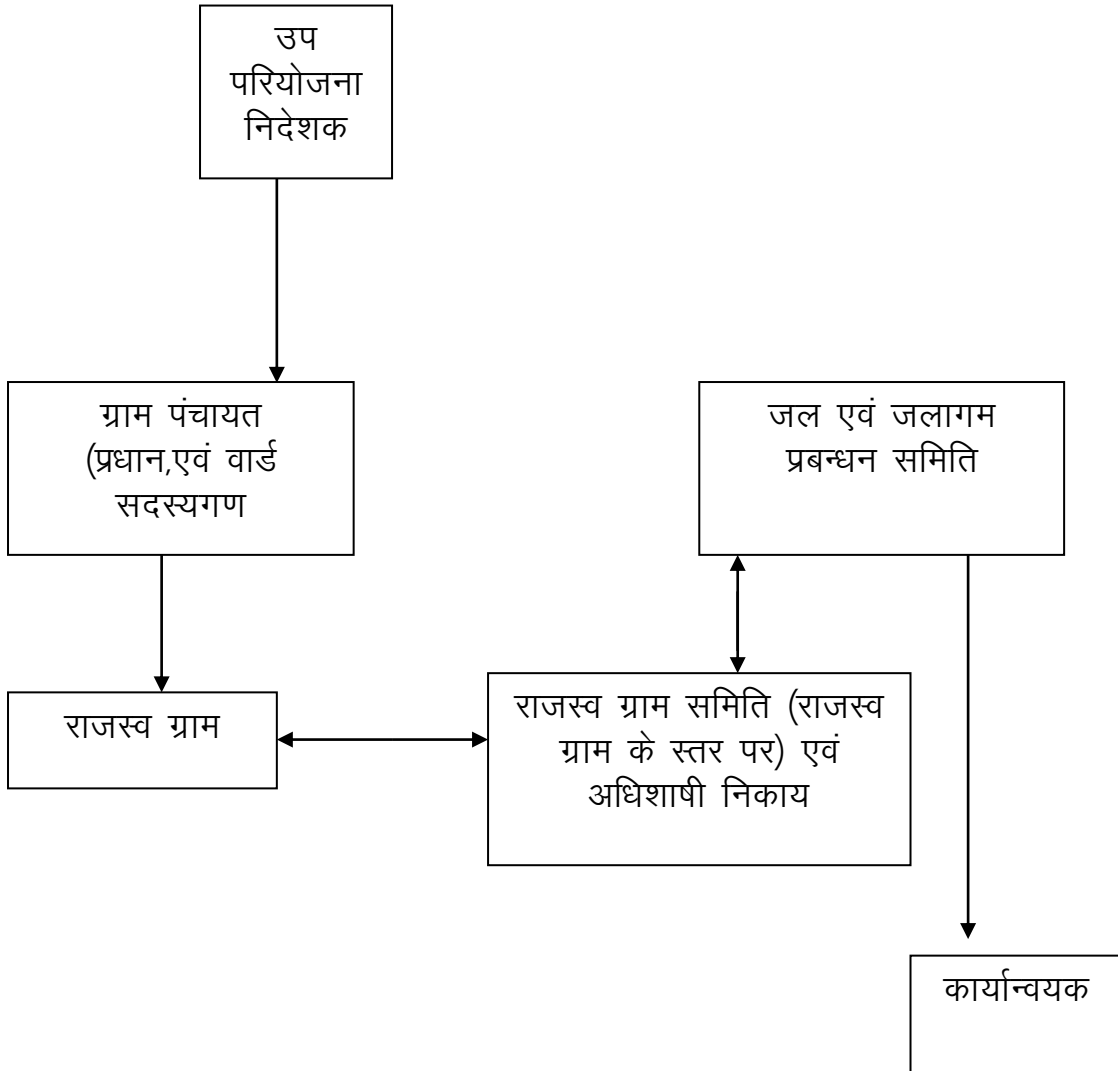 उप
परियोजना
निदेशक
ग्राम पंचायत
(प्रधान,एवं वार्ड
सदस्यगण
जल एवं जलागम
प्रबन्धन समिति
राजस्व ग्राम
राजस्व ग्राम समिति (राजस्व
ग्राम के स्तर पर) एवं
अधिशाषी निकाय
कार्यान्वयक